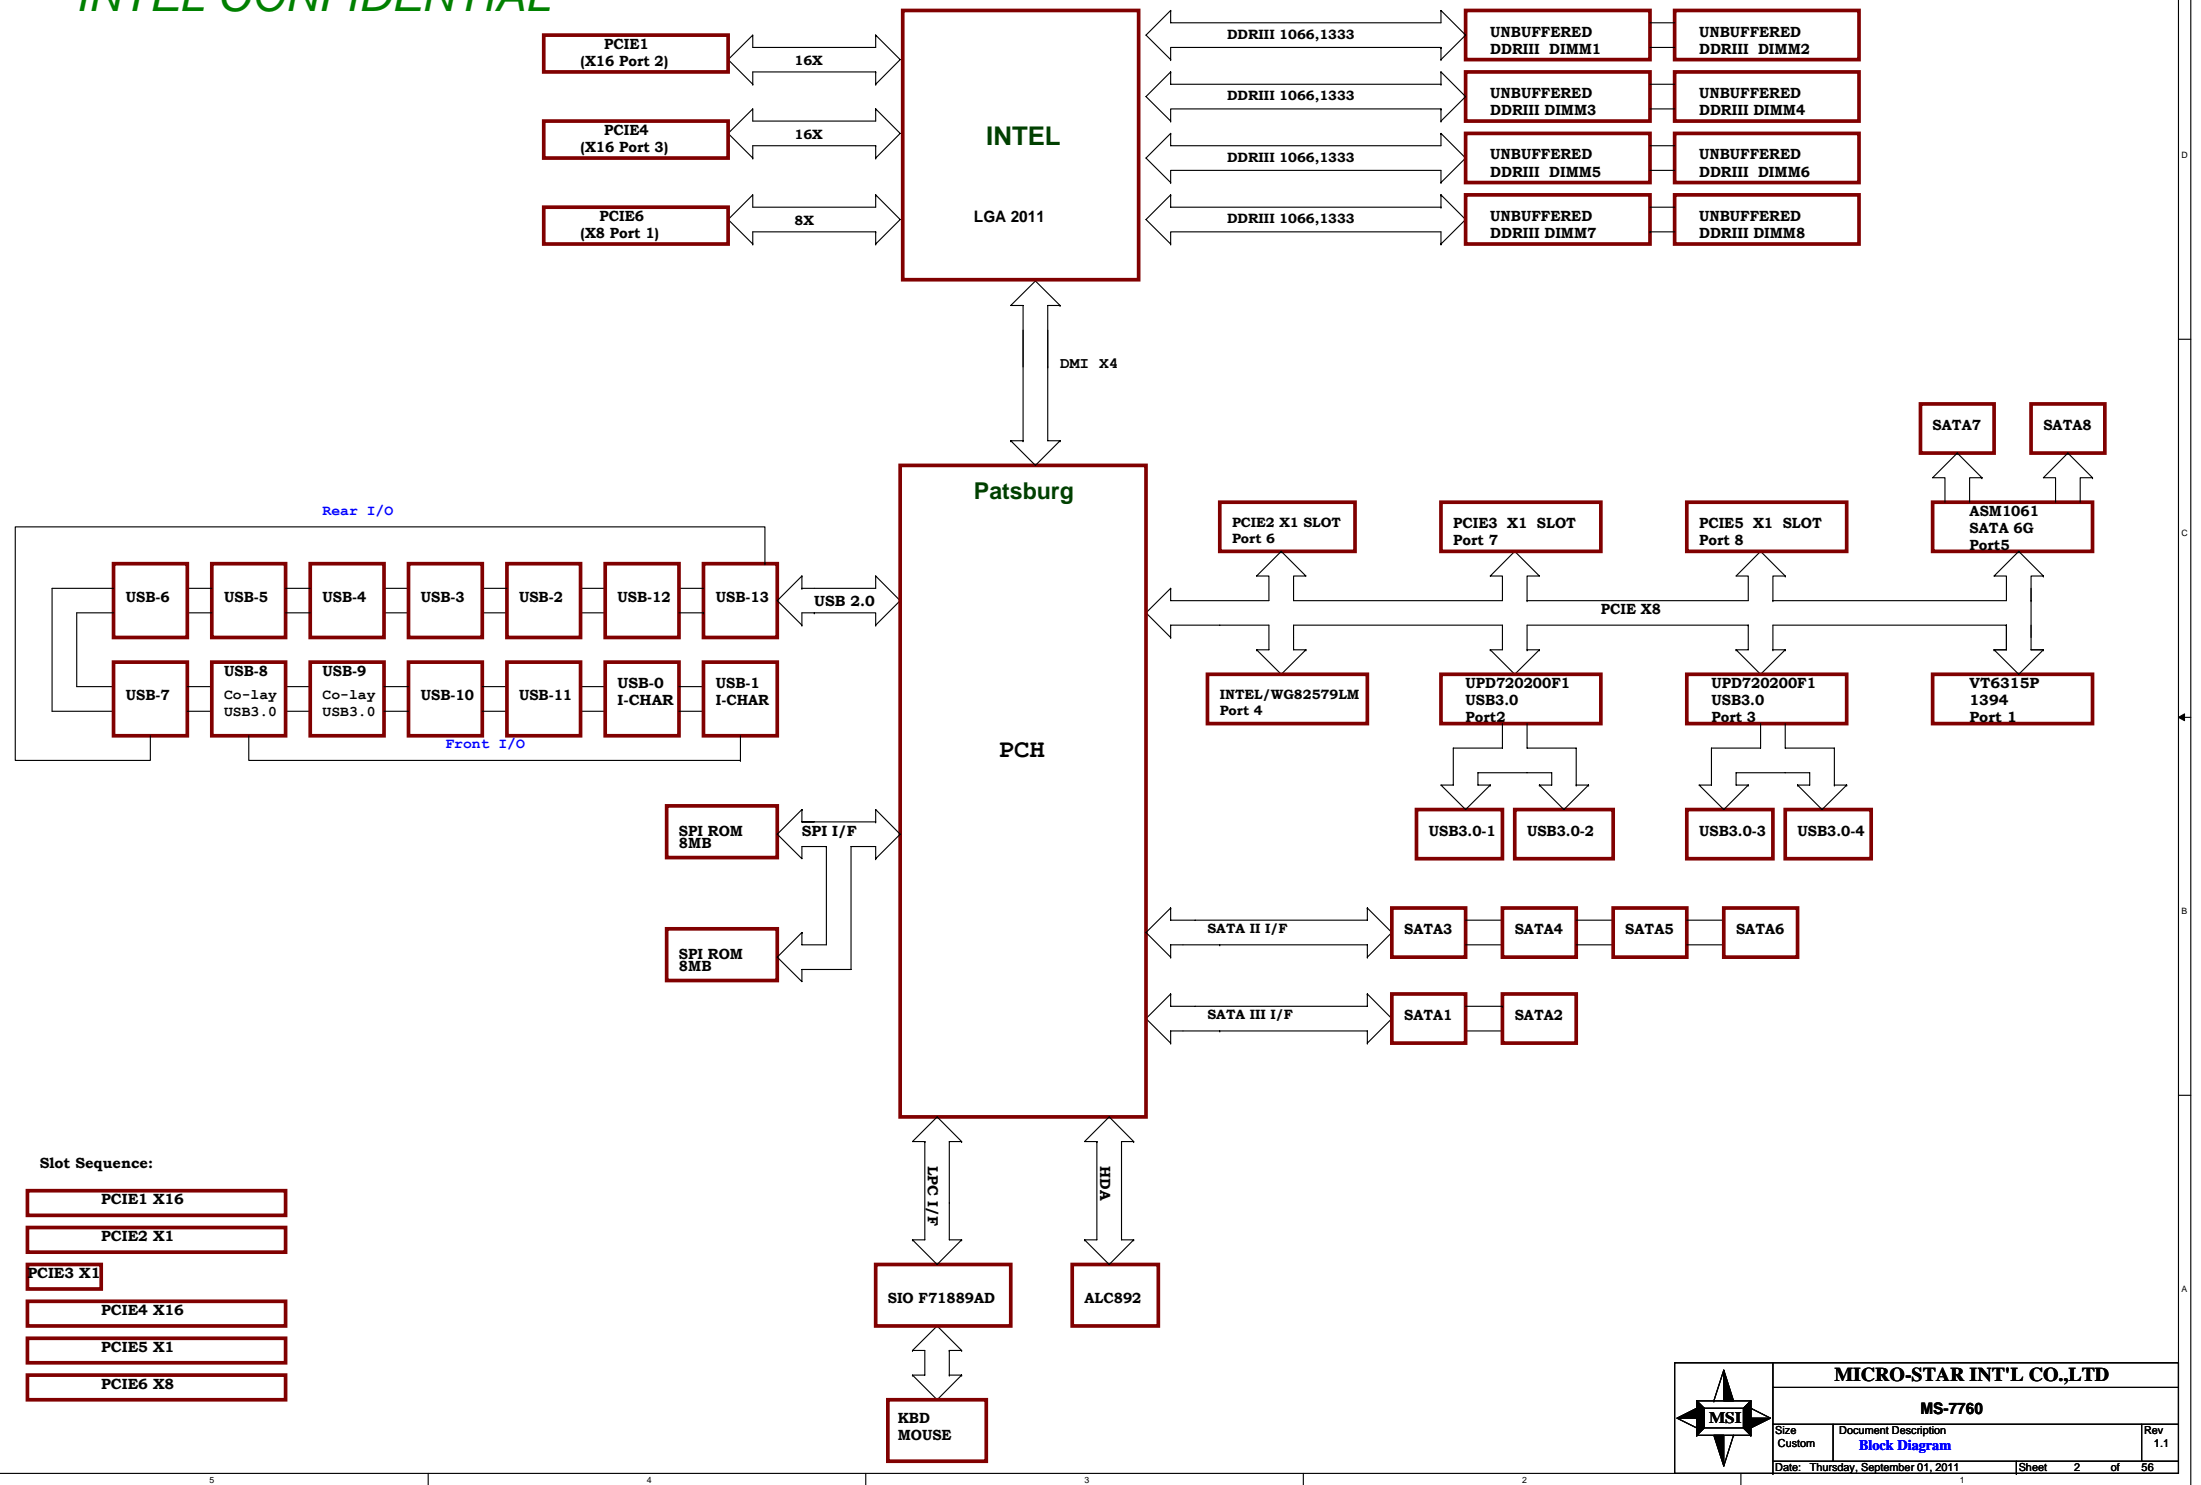 INTEL CONFIDENTIAL
PCIE1
(X16 Port 2)
16X
PCIE4
(X16 Port 3)
16X
PCIE6
(X8 Port 1)
8X
INTEL
LGA 2011
DDRIII 1066,1333
UNBUFFERED
DDRIII DIMM1
UNBUFFERED
DDRIII DIMM2
DDRIII 1066,1333
UNBUFFERED
DDRIII DIMM3
UNBUFFERED
DDRIII DIMM4
DDRIII 1066,1333
UNBUFFERED
DDRIII DIMM5
UNBUFFERED
DDRIII DIMM6
DDRIII 1066,1333
UNBUFFERED
DDRIII DIMM7
UNBUFFERED
DDRIII DIMM8
DMI X4
Patsburg
PCH
Rear I/O
USB-6
USB-5
USB-4
USB-3
USB-2
USB-12
USB-13
USB 2.0
USB-7
USB-8
Co-lay
USB3.0
USB-9
Co-lay
USB3.0
USB-10
USB-11
USB-0
I-CHAR
USB-1
I-CHAR
Front I/O
SPI ROM
8MB
SPI I/F
SPI ROM
8MB
SATA7
SATA8
PCIE2 X1 SLOT
Port 6
PCIE3 X1 SLOT
Port 7
PCIE5 X1 SLOT
Port 8
ASM1061
SATA 6G
Port5
PCIE X8
INTEL/WG82579LM
Port 4
UPD720200F1
USB3.0
Port2
UPD720200F1
USB3.0
Port 3
VT6315P
1394
Port 1
USB3.0-1
USB3.0-2
USB3.0-3
USB3.0-4
SATA II I/F
SATA3
SATA4
SATA5
SATA6
SATA III I/F
SATA1
SATA2
LPC I/F
HDA
SIO F71889AD
ALC892
KBD
MOUSE
Slot Sequence:
PCIE1 X16
PCIE2 X1
PCIE3 X1
PCIE4 X16
PCIE5 X1
PCIE6 X8
D
C
B
A
MSI
MICRO-STAR INT'L CO.,LTD
MS-7760
Size
Custom
Document Description
Block Diagram
Rev
1.1
Date: Thursday, September 01, 2011
Sheet 2 of 56
5
4
3
2
1